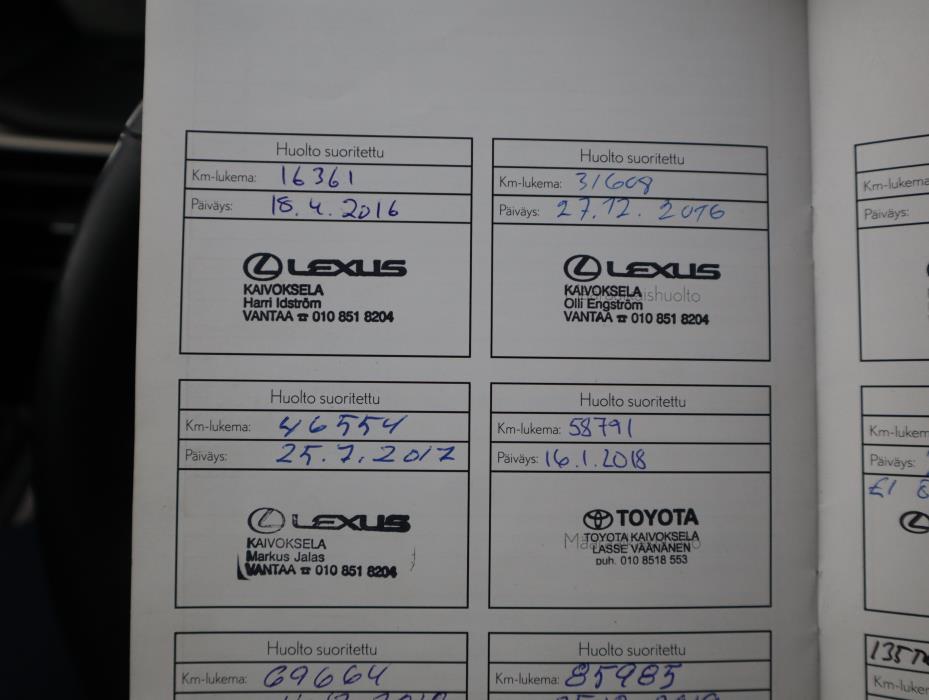 Huolto suoritettu
Km-lukema: 16361
Päiväys: 18.4.2016
LEXUS
KAIVOKSELA
Harri Idström
VANTAA ☎ 010 851 8204
Huolto suoritettu
Km-lukema: 31608
Päiväys: 27.12.2016
LEXUS
KAIVOKSELA
Olli Engström
VANTAA ☎ 010 851 8204
Huolto suoritettu
Km-lukema: 46554
Päiväys: 25.7.2017
LEXUS
KAIVOKSELA
Markus Jalas
VANTAA ☎ 010 851 8204
Huolto suoritettu
Km-lukema: 58791
Päiväys: 16.1.2018
TOYOTA
TOYOTA KAIVOKSELA
LASSE VÄÄNÄNEN
puh. 010 8518 553
Huolto suoritettu
Km-lukema: 69664
Huolto suoritettu
Km-lukema: 85985
Km-lukema
Päiväys:
Km-lukem
Päiväys:
Km-lukem